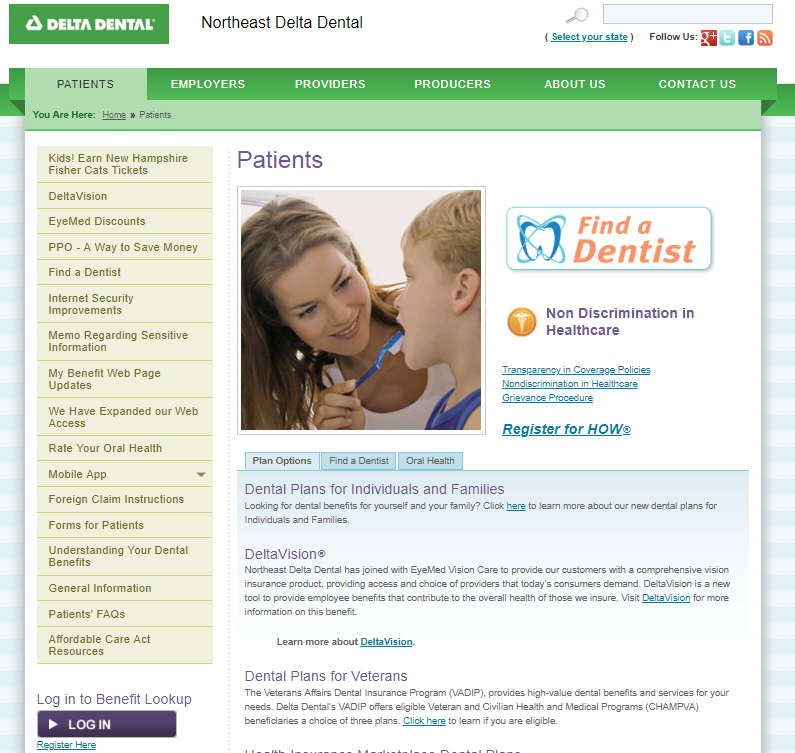 DELTA DENTAL®
Northeast Delta Dental
( Select your state )
Follow Us:
PATIENTS
EMPLOYERS
PROVIDERS
PRODUCERS
ABOUT US
CONTACT US
You Are Here: Home » Patients
Kids! Earn New Hampshire
Fisher Cats Tickets
DeltaVision
EyeMed Discounts
PPO - A Way to Save Money
Find a Dentist
Internet Security
Improvements
Memo Regarding Sensitive
Information
My Benefit Web Page
Updates
We Have Expanded our Web
Access
Rate Your Oral Health
Mobile App
Foreign Claim Instructions
Forms for Patients
Understanding Your Dental
Benefits
General Information
Patients' FAQs
Affordable Care Act
Resources
Log in to Benefit Lookup
LOG IN
Register Here
Patients
Find a
Dentist
Non Discrimination in
Healthcare
Transparency in Coverage Policies
Nondiscrimination in Healthcare
Grievance Procedure
Register for HOW®
Plan Options
Find a Dentist
Oral Health
Dental Plans for Individuals and Families
Looking for dental benefits for yourself and your family? Click here to learn more about our new dental plans for
Individuals and Families.
DeltaVision®
Northeast Delta Dental has joined with EyeMed Vision Care to provide our customers with a comprehensive vision
insurance product, providing access and choice of providers that today's consumers demand. DeltaVision is a new
tool to provide employee benefits that contribute to the overall health of those we insure. Visit DeltaVision for more
information on this benefit.
Learn more about DeltaVision.
Dental Plans for Veterans
The Veterans Affairs Dental Insurance Program (VADIP), provides high-value dental benefits and services for your
needs. Delta Dental's VADIP offers eligible Veteran and Civilian Health and Medical Programs (CHAMPVA)
beneficiaries a choice of three plans. Click here to learn if you are eligible.
Health Insurance Marketplace Dental Plans